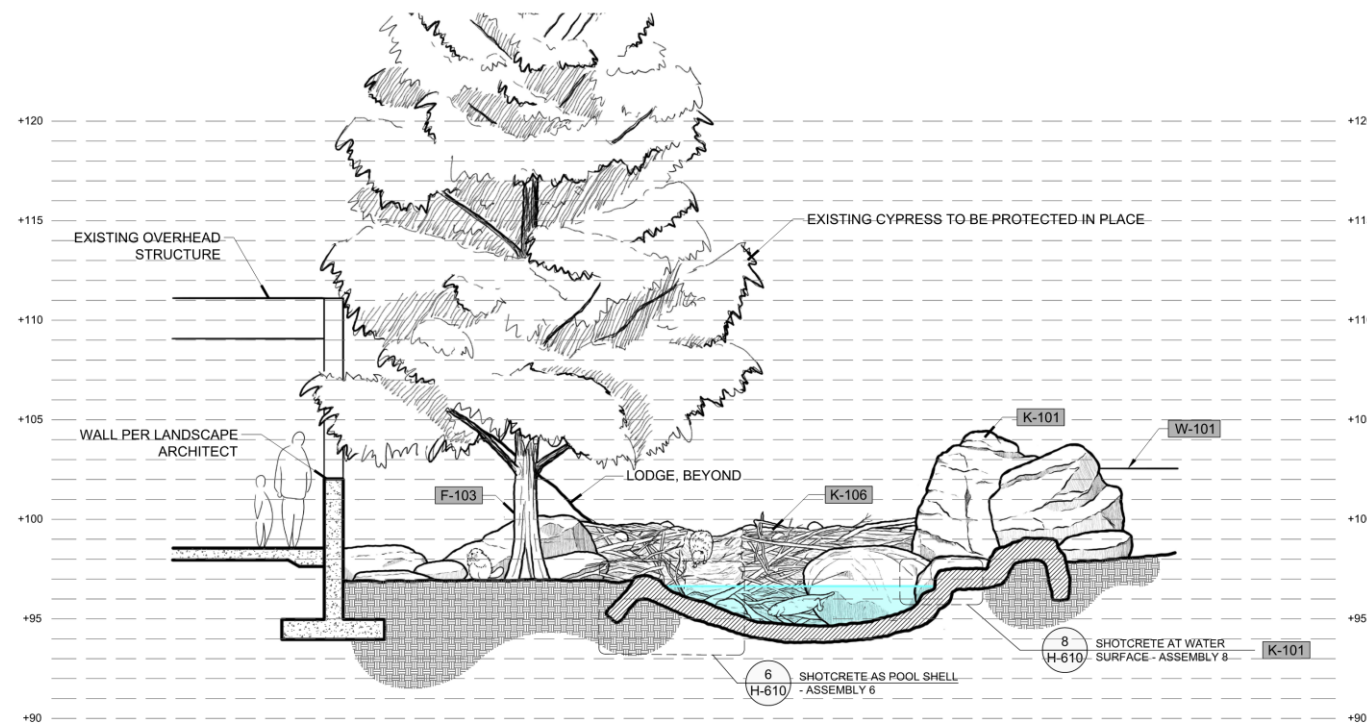 +120
+12
+115
+11
EXISTING CYPRESS TO BE PROTECTED IN PLACE
EXISTING OVERHEAD
STRUCTURE
+110
+110
+105
+10
K-101
W-101
WALL PER LANDSCAPE
ARCHITECT
LODGE, BEYOND
F-103
K-106
+100
+10
+95
+95
8
H-610
SHOTCRETE AT WATER
SURFACE - ASSEMBLY 8
K-101
6
H-610
SHOTCRETE AS POOL SHELL
- ASSEMBLY 6
+90
+90